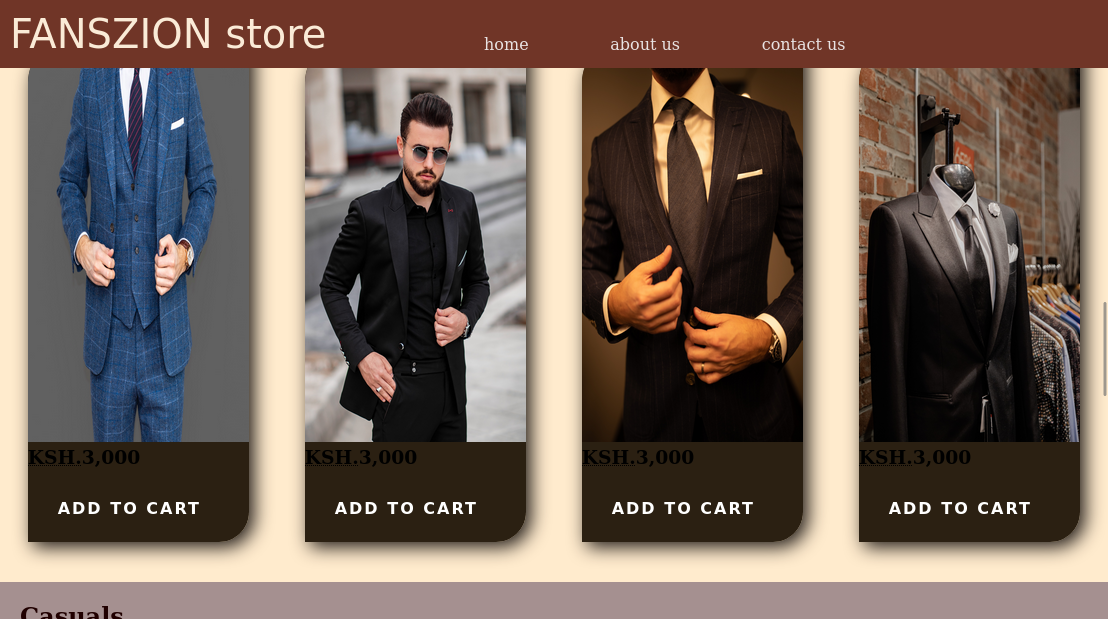 FANSZION store
home about us contact us
KSH.3,000 KSH.3,000 KSH.3,000 KSH.3,000
ADD TO CART ADD TO CART ADD TO CART ADD TO CART
Casuals